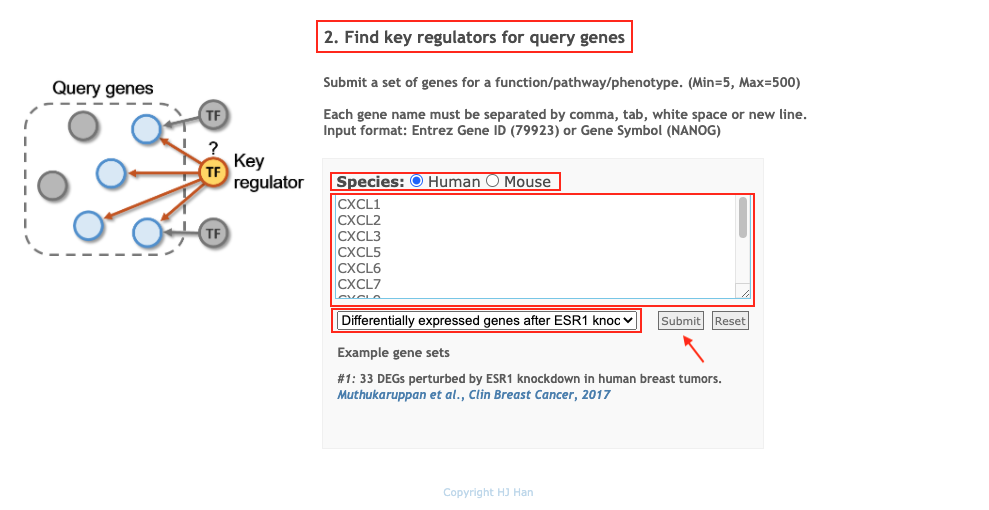 2. Find key regulators for query genes
Submit a set of genes for a function/pathway/phenotype. (Min=5, Max=500)
Each gene name must be separated by comma, tab, white space or new line.
Input format: Entrez Gene ID (79923) or Gene Symbol (NANOG)
Query genes
TF
?
TF
Key
regulator
TF
Species: Human Mouse
CXCL1
CXCL2
CXCL3
CXCL5
CXCL6
CXCL7
Differentially expressed genes after ESR1 knoc
Submit Reset
Example gene sets
#1: 33 DEGs perturbed by ESR1 knockdown in human breast tumors.
Muthukaruppan et al., Clin Breast Cancer, 2017
Copyright HJ Han